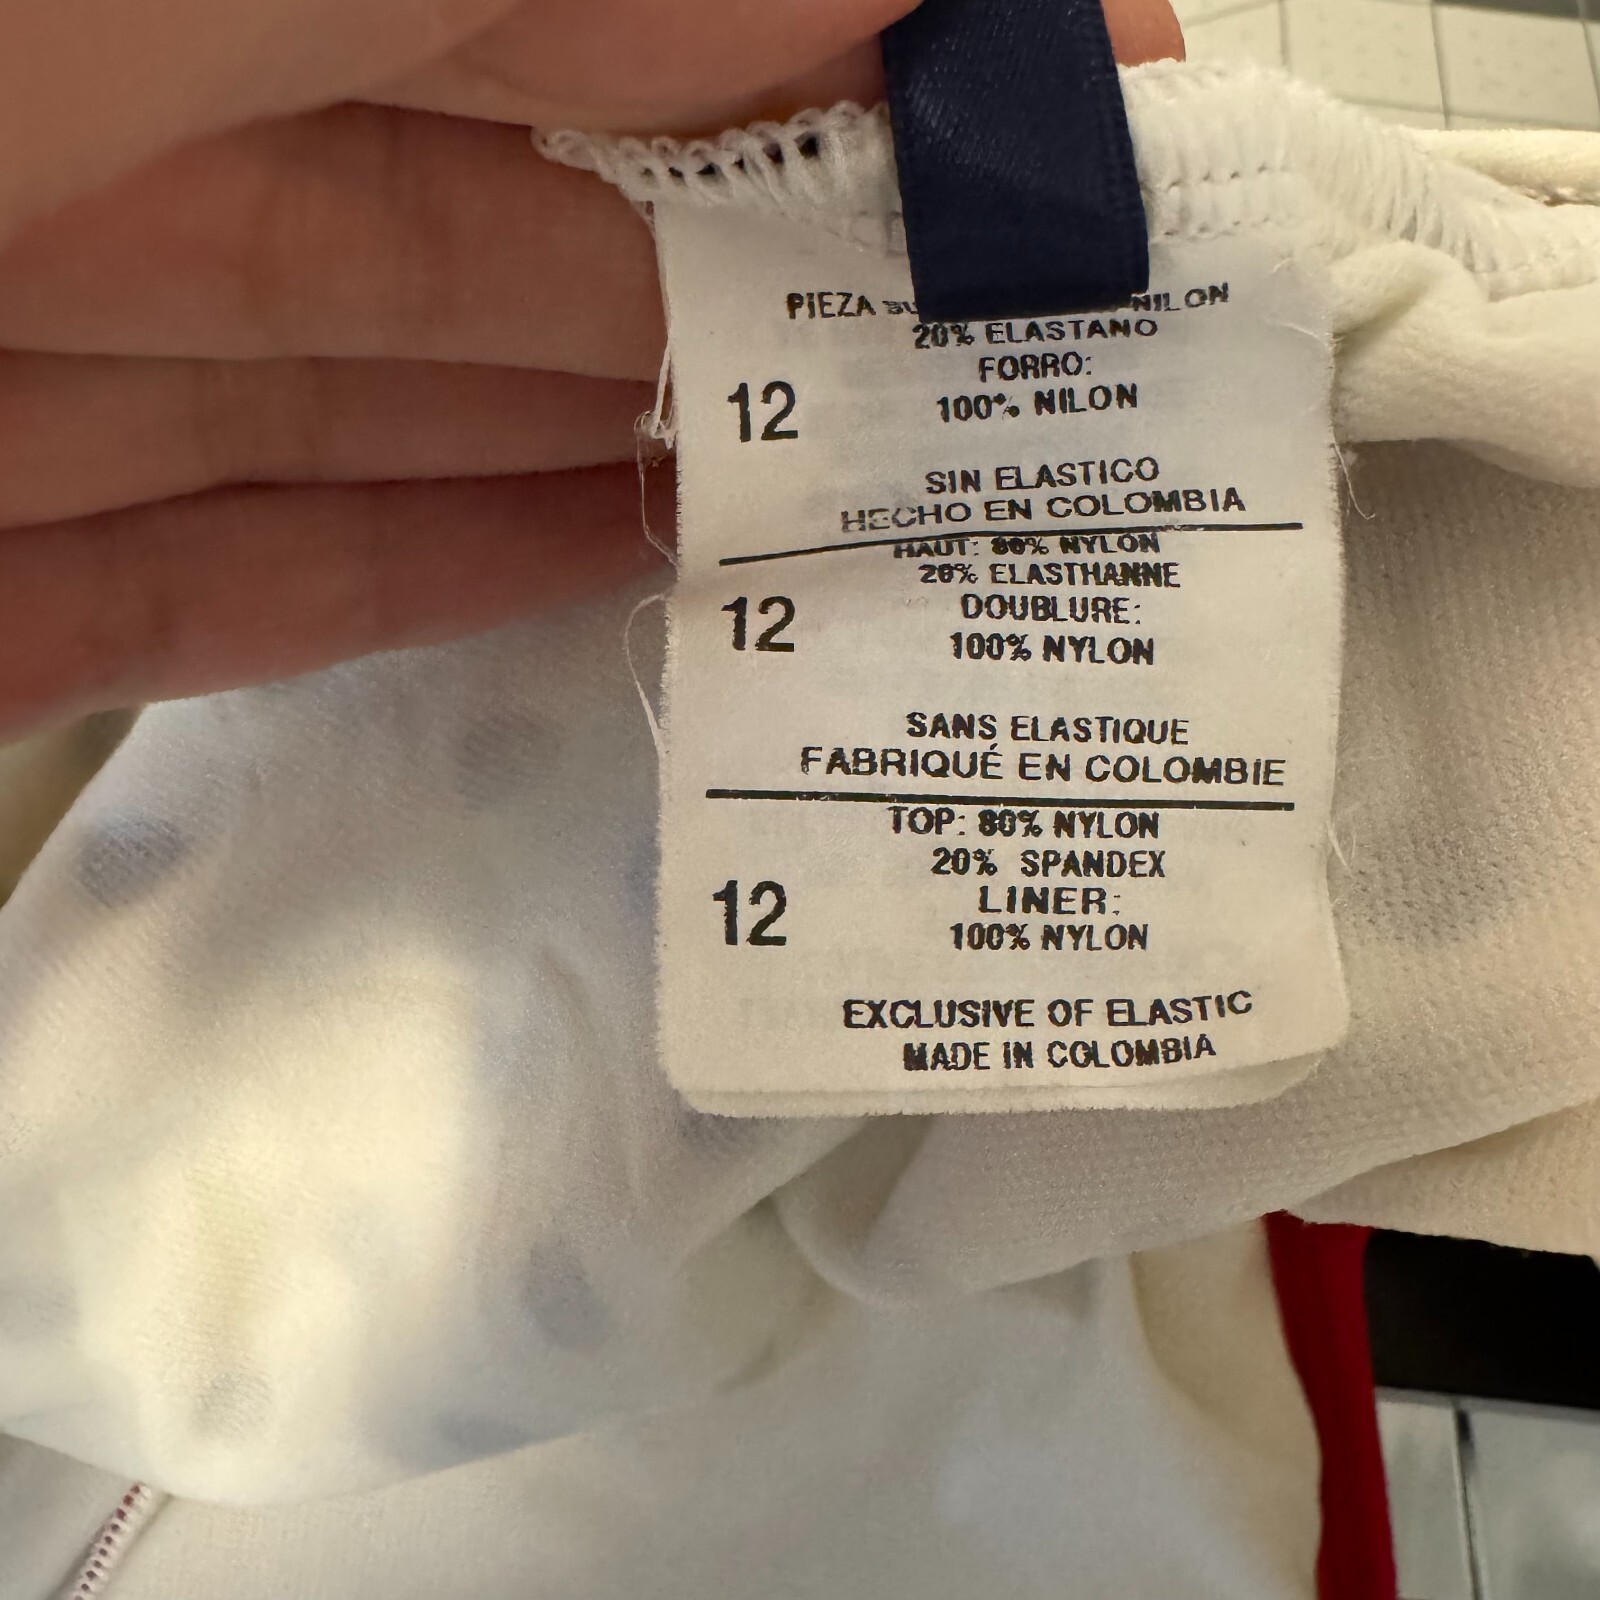 PIEZA NILON
20% ELASTANO
FORRO:
100% NILON
12
SIN ELASTICO
HECHO EN COLOMBIA
HAUT: 80% NYLON
20% ELASTHANNE
12
DOUBLURE:
100% NYLON
SANS ELASTIQUE
FABRIQUÉ EN COLOMBIE
TOP: 80% NYLON
20% SPANDEX
12
LINER:
100% NYLON
EXCLUSIVE OF ELASTIC
MADE IN COLOMBIA